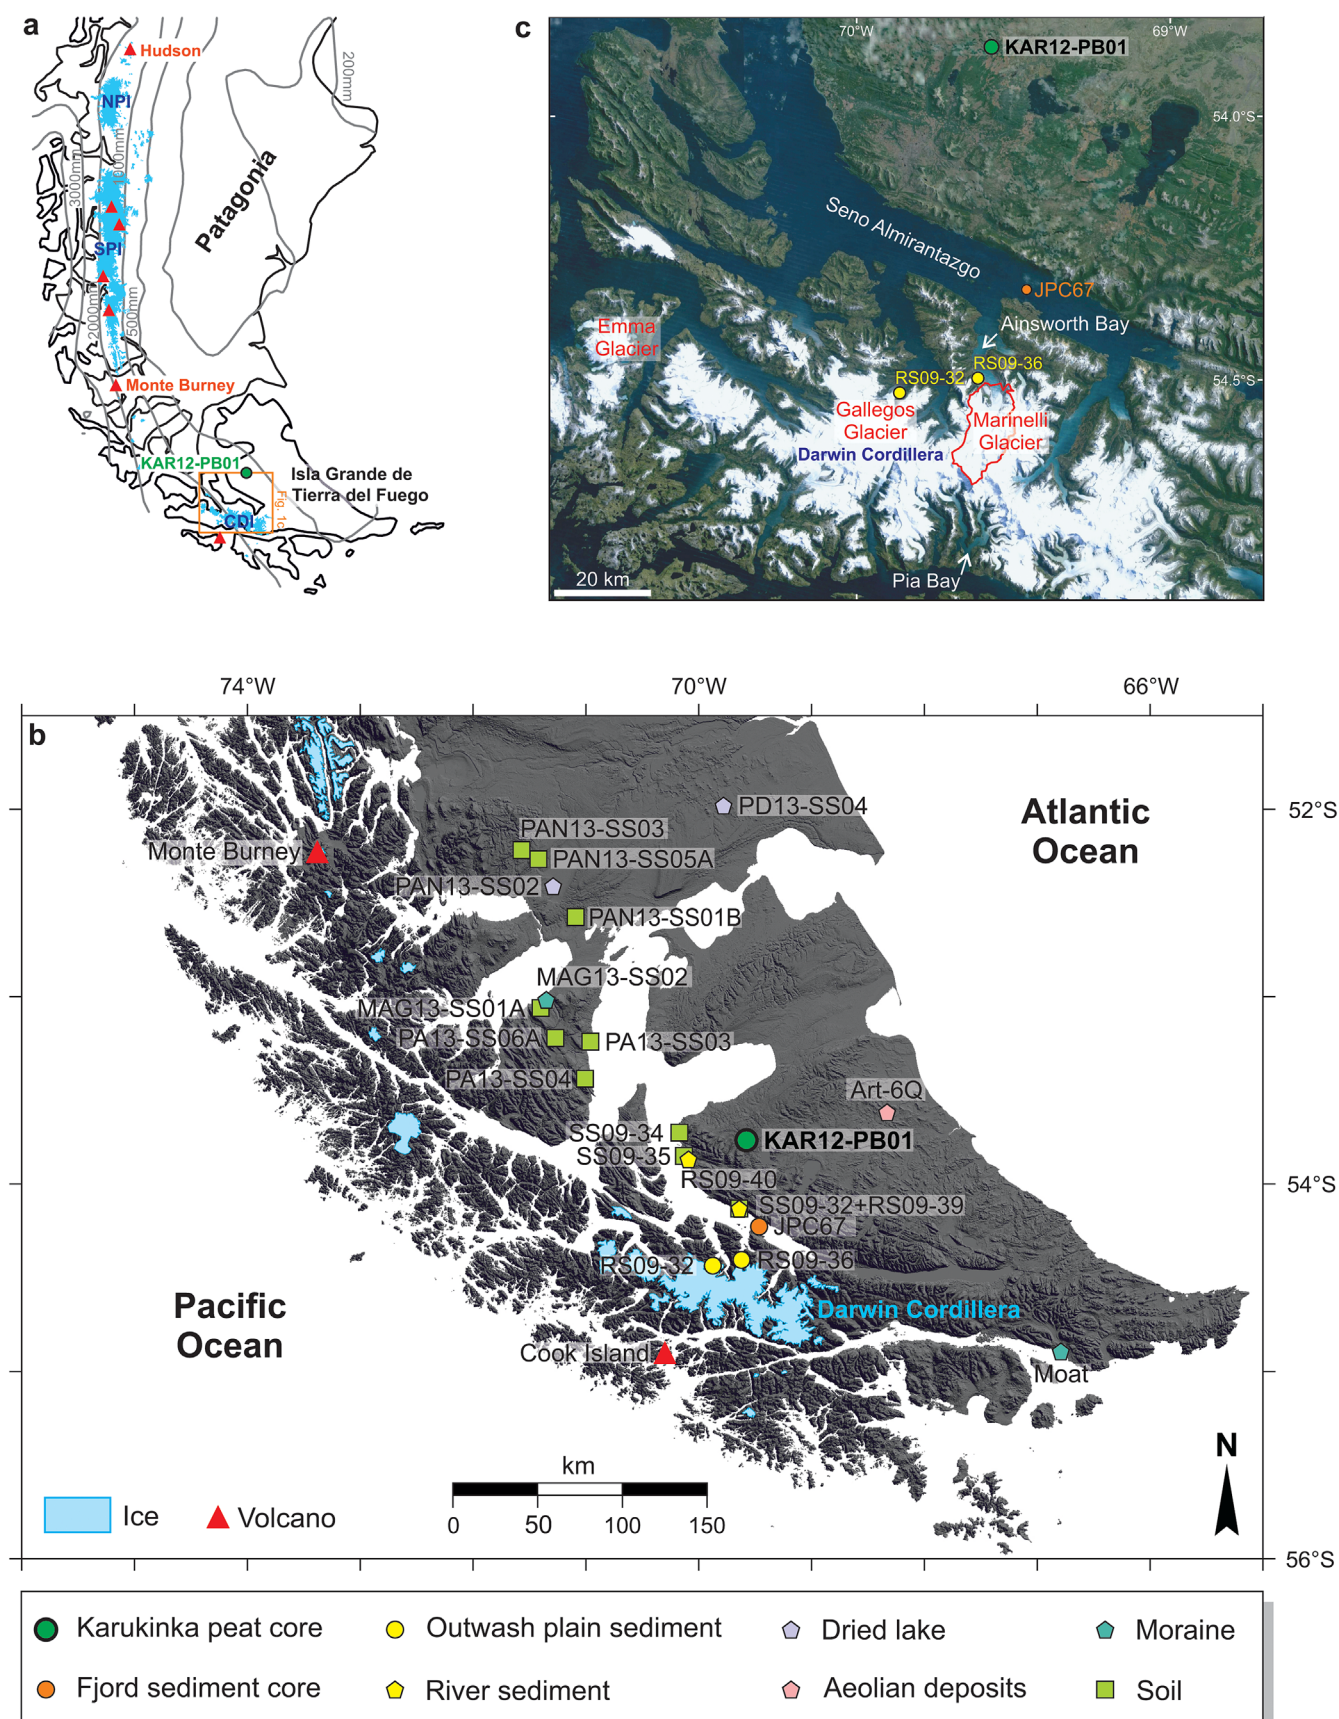 a
Hudson
NPI
200mm
1000mm
3000mm
Patagonia
SPI
2000mm
500mm
Monte Burney
KAR12-PB01
Isla Grande de
Tierra del Fuego
Fig. 1c
CDI
c
70°W
69°W
KAR12-PB01
54.0°S
Seno Almirantazgo
JPC67
Ainsworth Bay
Emma
Glacier
RS09-36
RS09-32
54.5°S
Gallegos
Glacier
Marinelli
Glacier
Darwin Cordillera
Pia Bay
20 km
74°W
70°W
66°W
b
PD13-SS04
Atlantic
Ocean
52°S
PAN13-SS03
Monte Burney
PAN13-SS05A
PAN13-SS02
PAN13-SS01B
MAG13-SS02
MAG13-SS01A
PA13-SS06A
PA13-SS03
PA13-SS04
Art-6Q
SS09-34
KAR12-PB01
SS09-35
RS09-40
54°S
SS09-32+RS09-39
JPC67
RS09-32
RS09-36
Darwin Cordillera
Pacific
Ocean
Cook Island
Moat
N
km
0 50 100 150
Ice
Volcano
56°S
Karukinka peat core
Outwash plain sediment
Dried lake
Moraine
Fjord sediment core
River sediment
Aeolian deposits
Soil